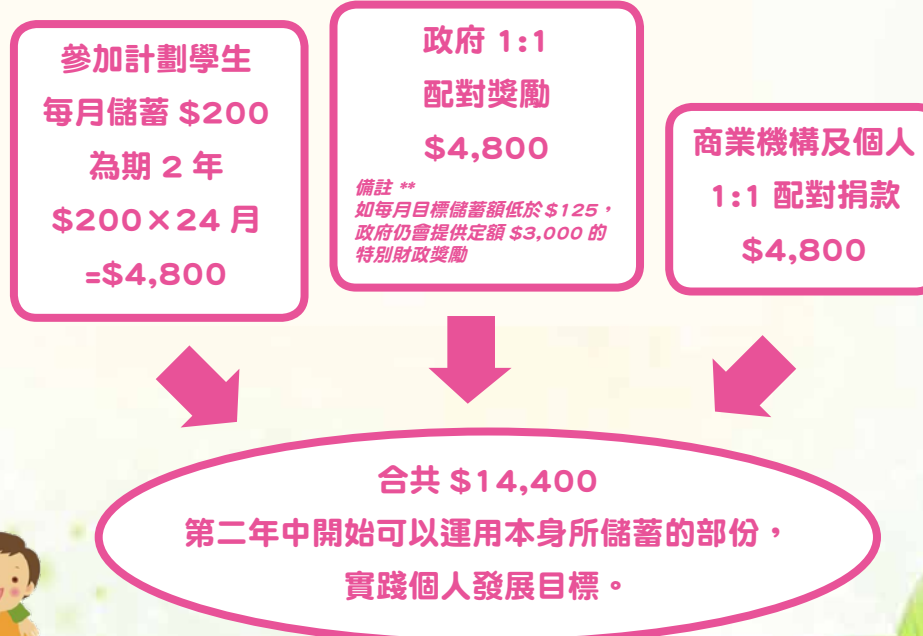 參加計劃學生
每月儲蓄 $200
為期 2 年
$200×24 月
=$4,800
政府 1:1
配對獎勵
$4,800
備註 **
如每月目標儲蓄額低於 $125，
政府仍會提供定額 $3,000 的
特別財政獎勵
商業機構及個人
1:1 配對捐款
$4,800
合共 $14,400
第二年中開始可以運用本身所儲蓄的部份，
實踐個人發展目標。